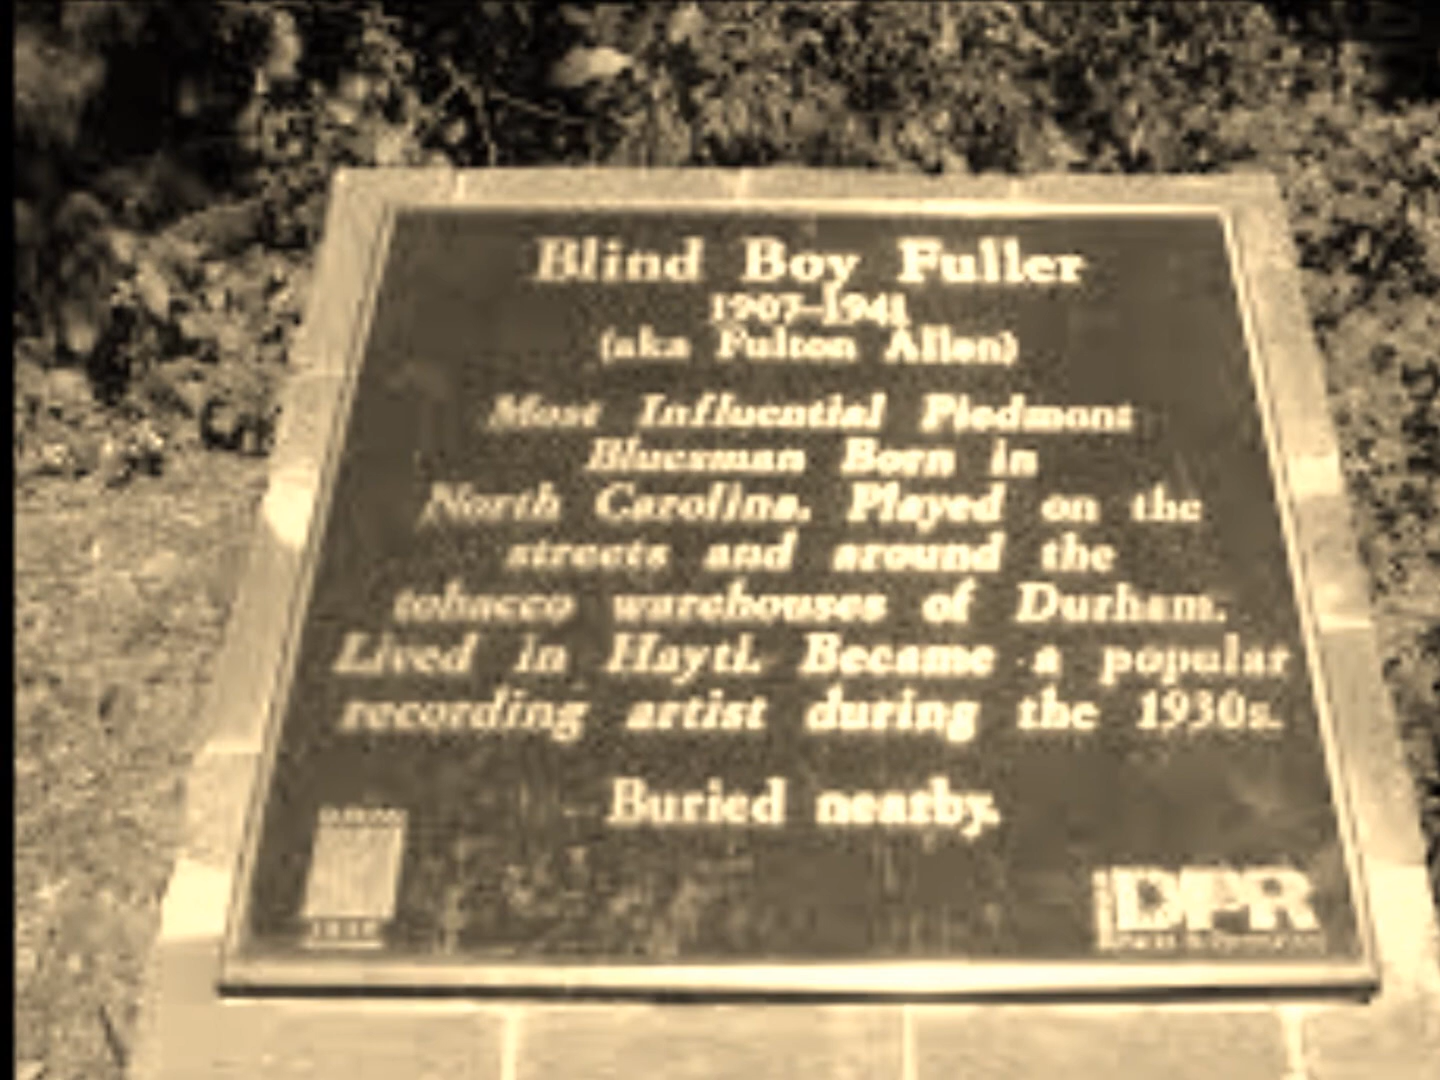 Blind Boy Fuller
1907–1941
(aka Fulton Allen)
Most Influential Piedmont
Bluesman Born in
North Carolina. Played on the
streets and around the
tobacco warehouses of Durham.
Lived in Hayti. Became a popular
recording artist during the 1930s.
Buried nearby.
DPR